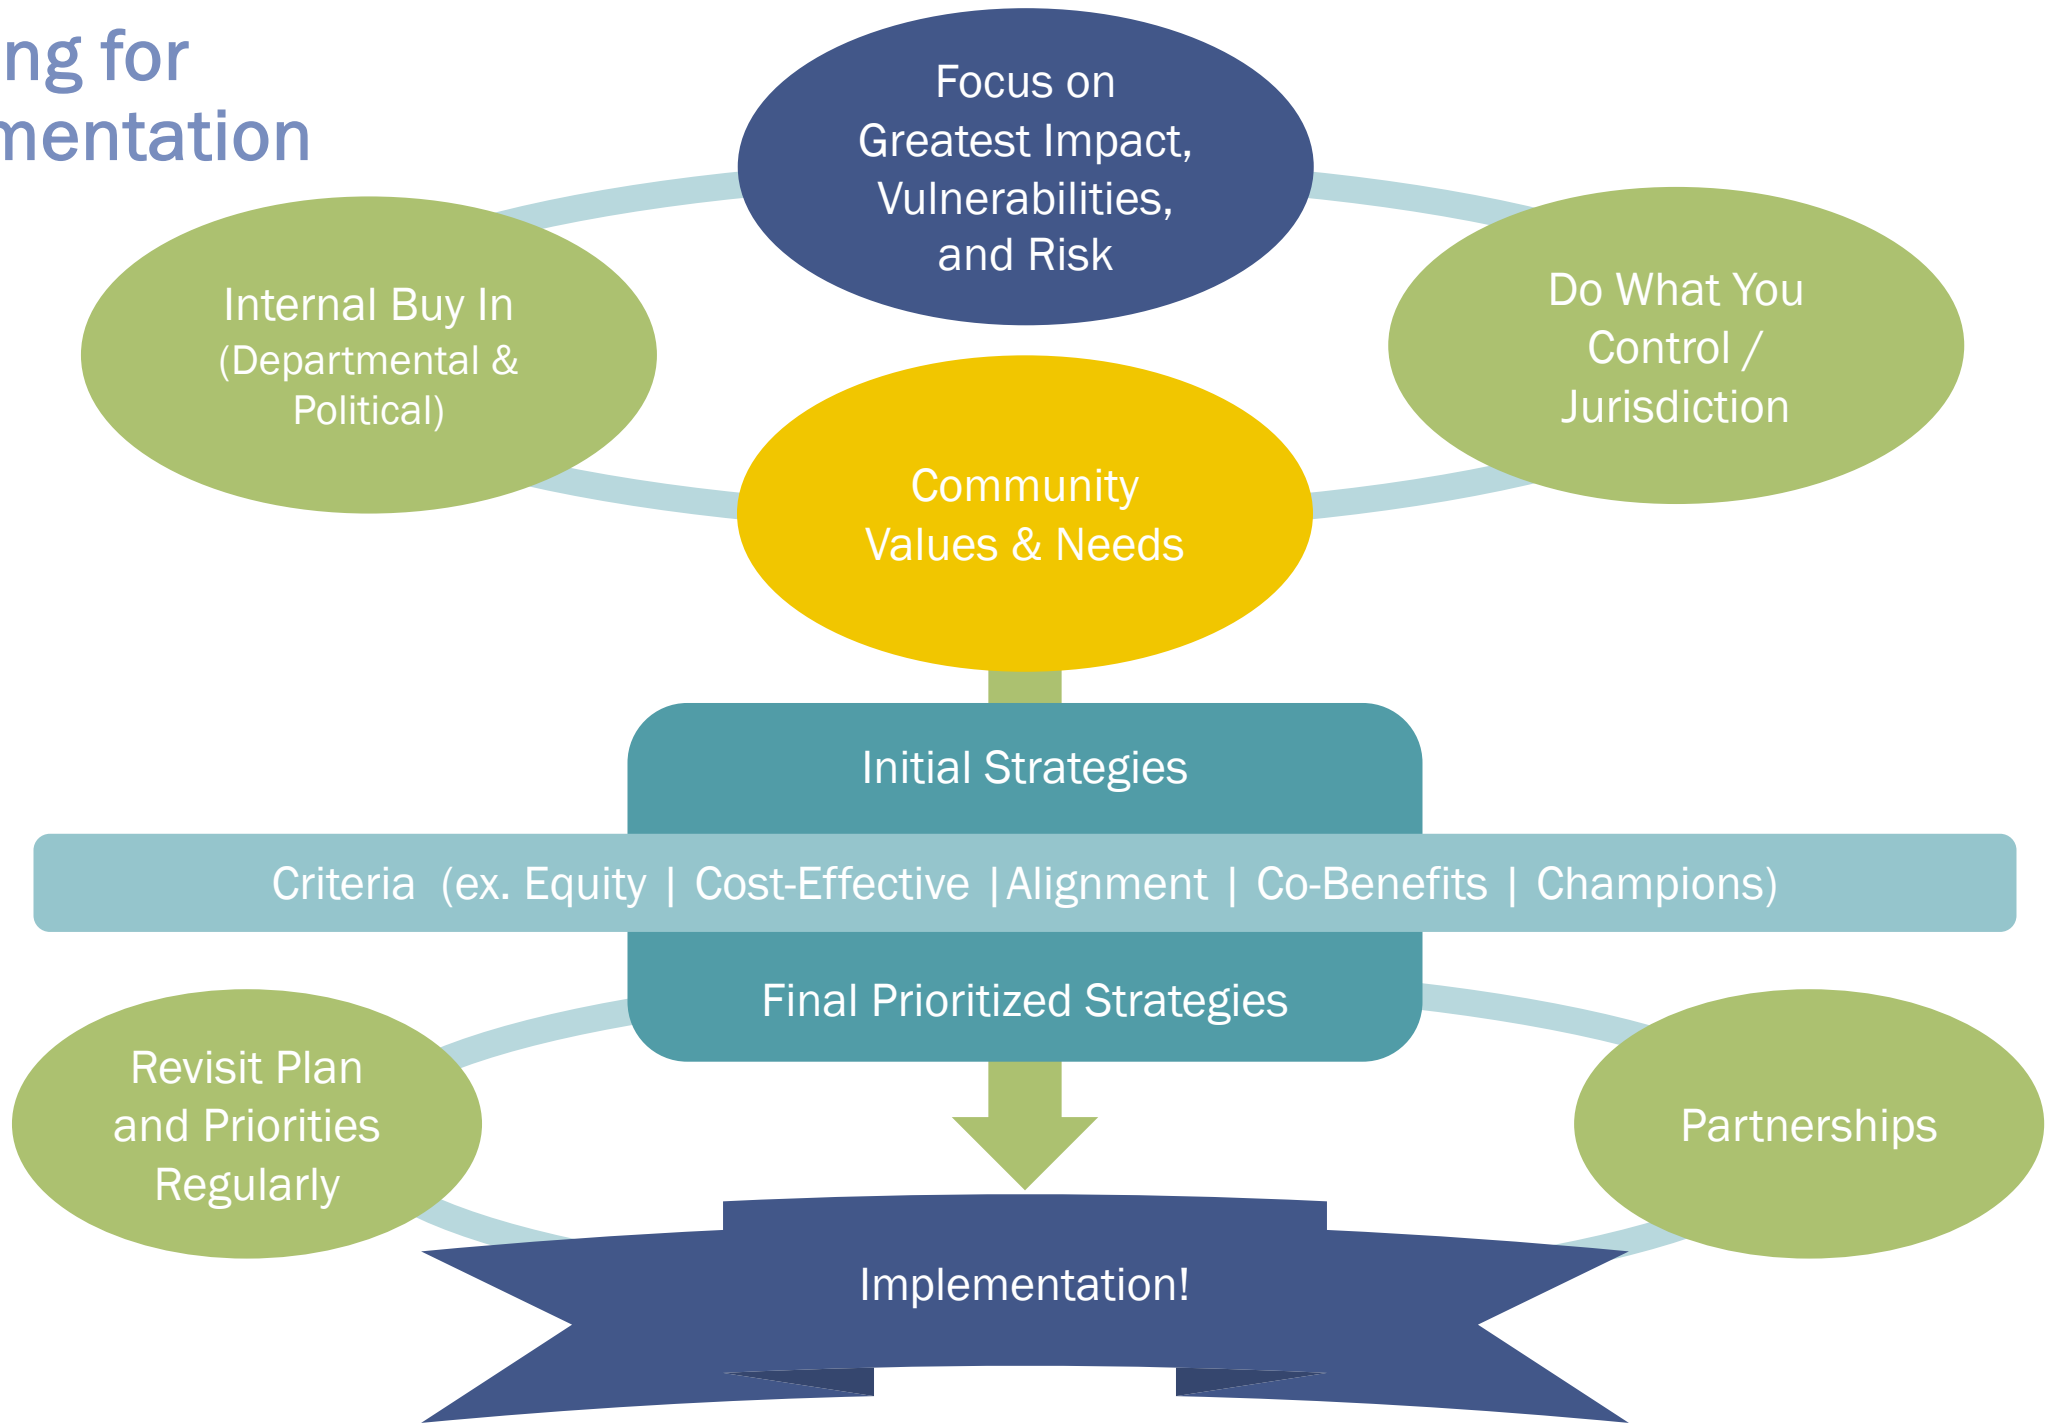 ng for
mentation
Focus on
Greatest Impact,
Vulnerabilities,
and Risk
Internal Buy In
(Departmental &
Political)
Do What You
Control /
Jurisdiction
Community
Values & Needs
Initial Strategies
Criteria (ex. Equity | Cost-Effective |Alignment | Co-Benefits | Champions)
Final Prioritized Strategies
Revisit Plan
and Priorities
Regularly
Partnerships
Implementation!